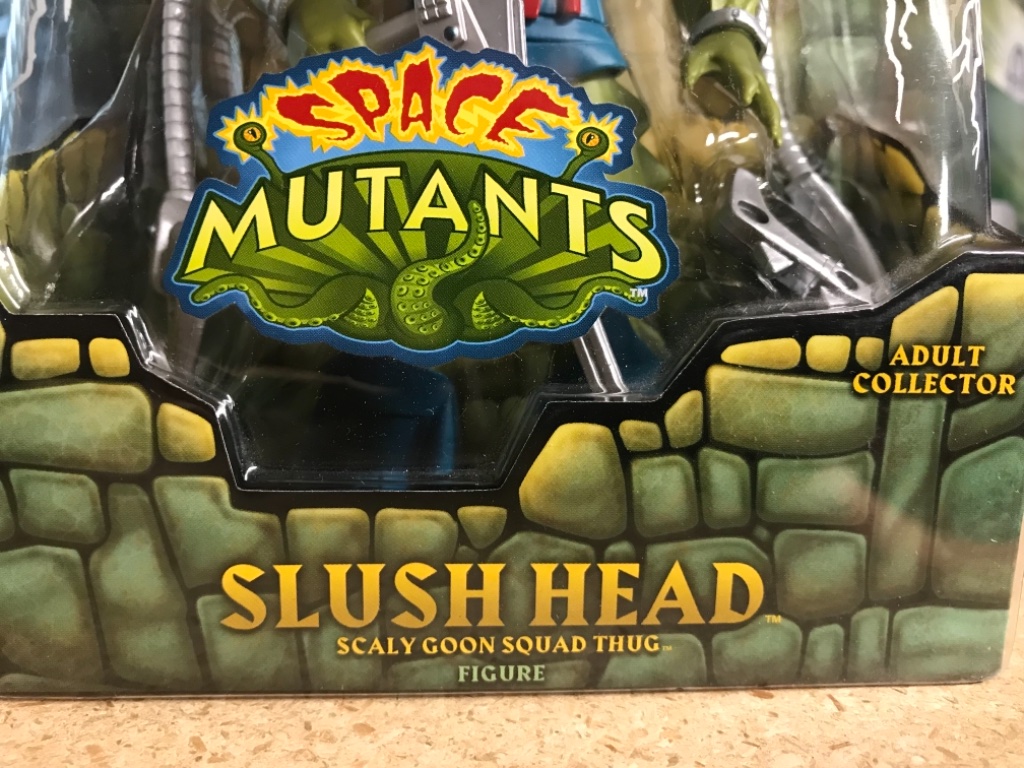 SPACE
MUTANTS™
ADULT
COLLECTOR
SLUSH HEAD™
SCALY GOON SQUAD THUG™
FIGURE